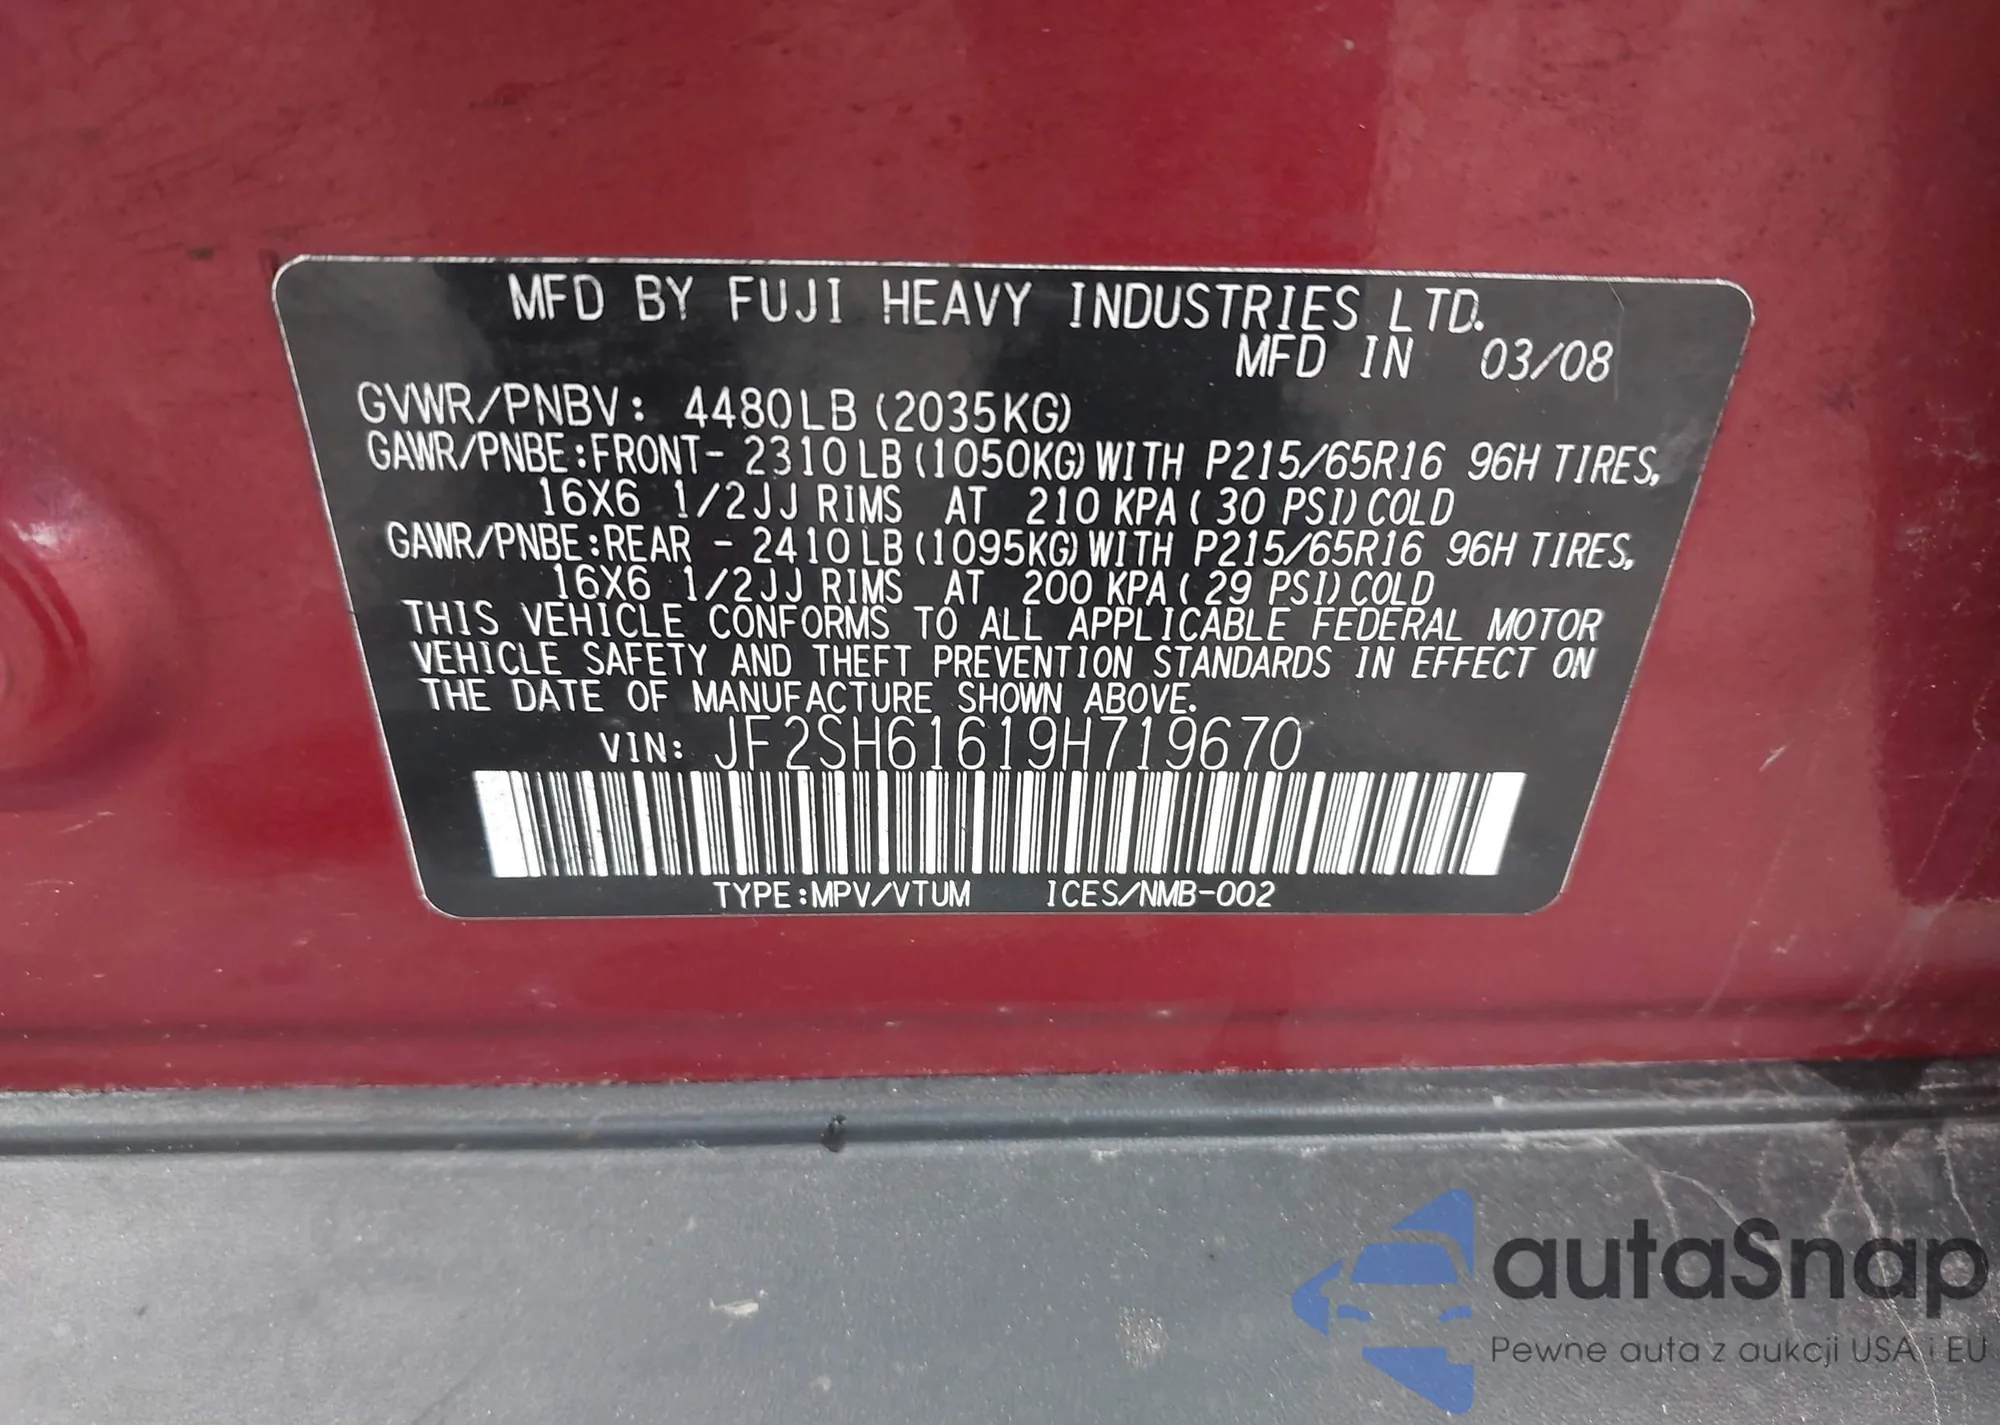 MFD BY FUJI HEAVY INDUSTRIES LTD.
MFD IN 03/08
GVWR/PNBV: 4480LB (2035KG)
GAWR/PNBE:FRONT- 2310LB(1050KG)WITH P215/65R16 96H TIRES,
16X6 1/2JJ RIMS AT 210 KPA( 30 PSI)COLD
GAWR/PNBE:REAR - 2410LB(1095KG)WITH P215/65R16 96H TIRES,
16X6 1/2JJ RIMS AT 200 KPA( 29 PSI)COLD
THIS VEHICLE CONFORMS TO ALL APPLICABLE FEDERAL MOTOR
VEHICLE SAFETY AND THEFT PREVENTION STANDARDS IN EFFECT ON
THE DATE OF MANUFACTURE SHOWN ABOVE.
VIN: JF2SH61619H719670
TYPE:MPV/VTUM ICES/NMB-002
autaSnap
Pewne auta z aukcji USA i EU